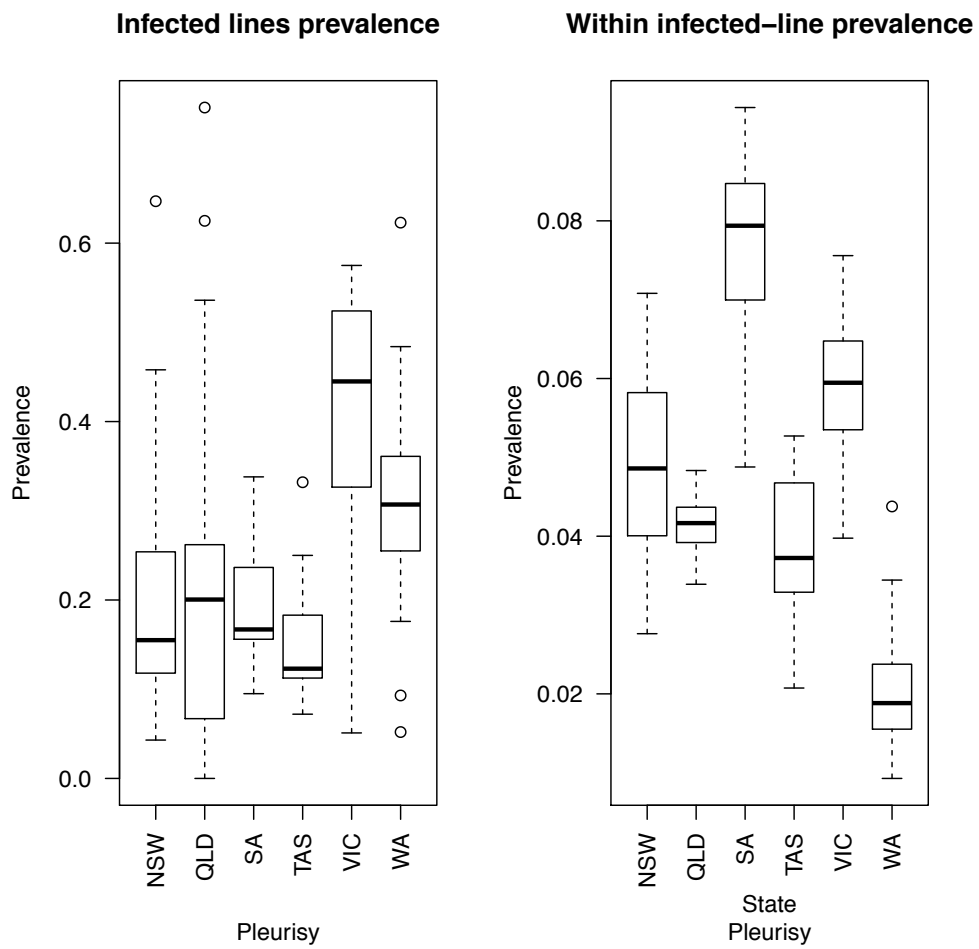 Infected lines prevalence
Prevalence
0.6
0.4
0.2
0.0
NSW
QLD
SA
TAS
VIC
WA
Pleurisy
Within infected–line prevalence
Prevalence
0.08
0.06
0.04
0.02
NSW
QLD
SA
TAS
VIC
WA
State
Pleurisy